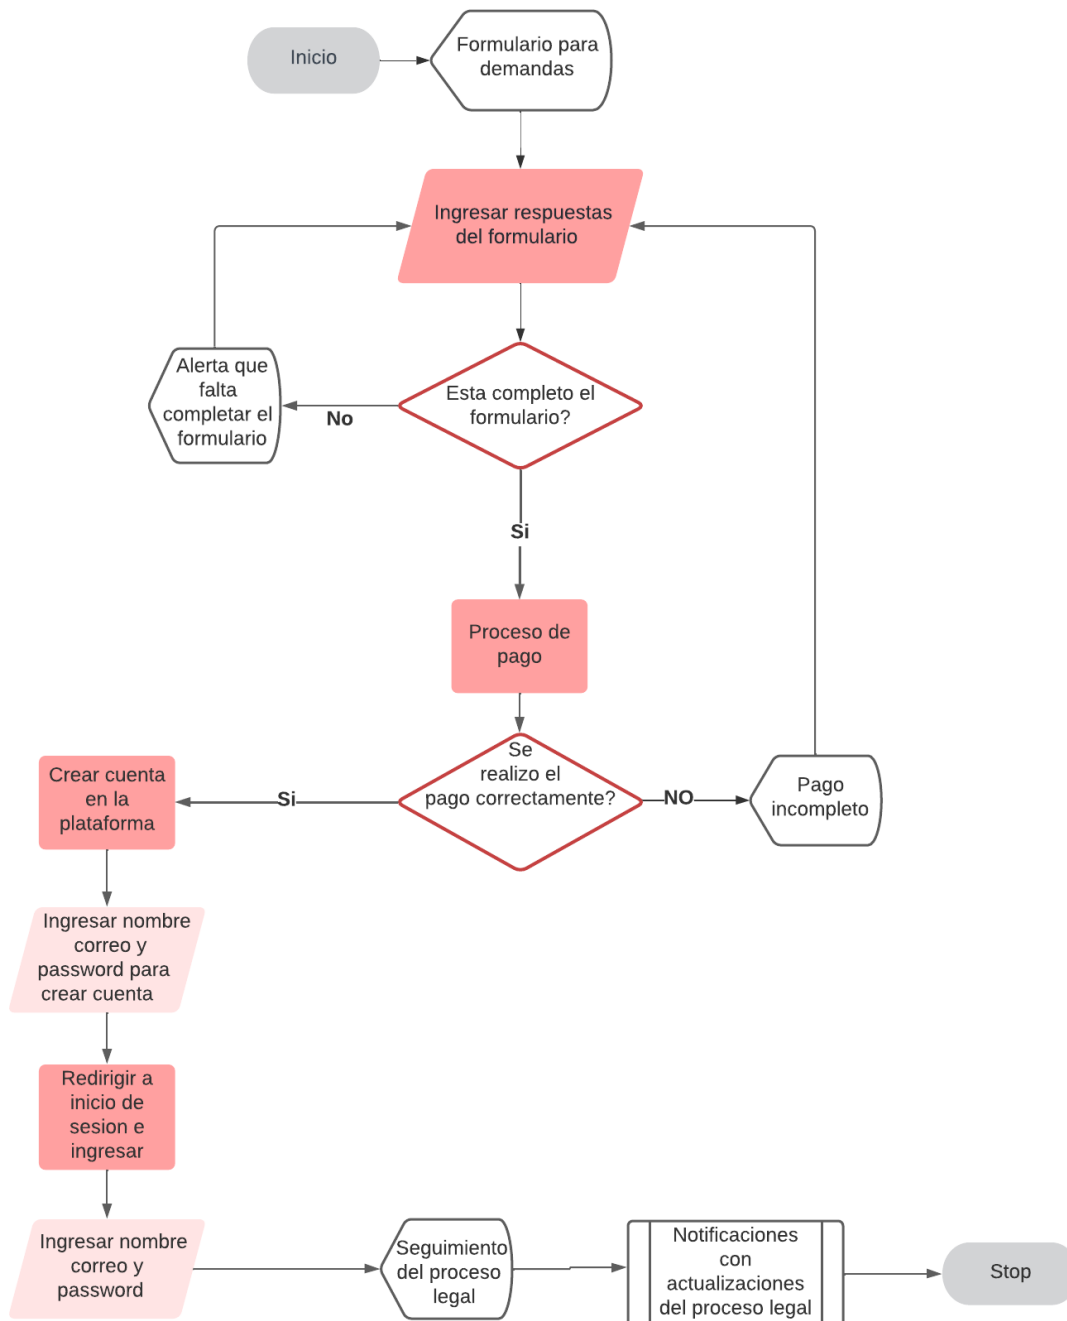 Inicio
Formulario para
demandas
Ingresar respuestas
del formulario
Alerta que
falta
completar el
formulario
No
Esta completo el
formulario?
Si
Proceso de
pago
Se
realizo el
pago correctamente?
Si
NO
Pago
incompleto
Crear cuenta
en la
plataforma
Ingresar nombre
correo y
password para
crear cuenta
Redirigir a
inicio de
sesion e
ingresar
Ingresar nombre
correo y
password
Seguimiento
del proceso
legal
Notificaciones
con
actualizaciones
del proceso legal
Stop